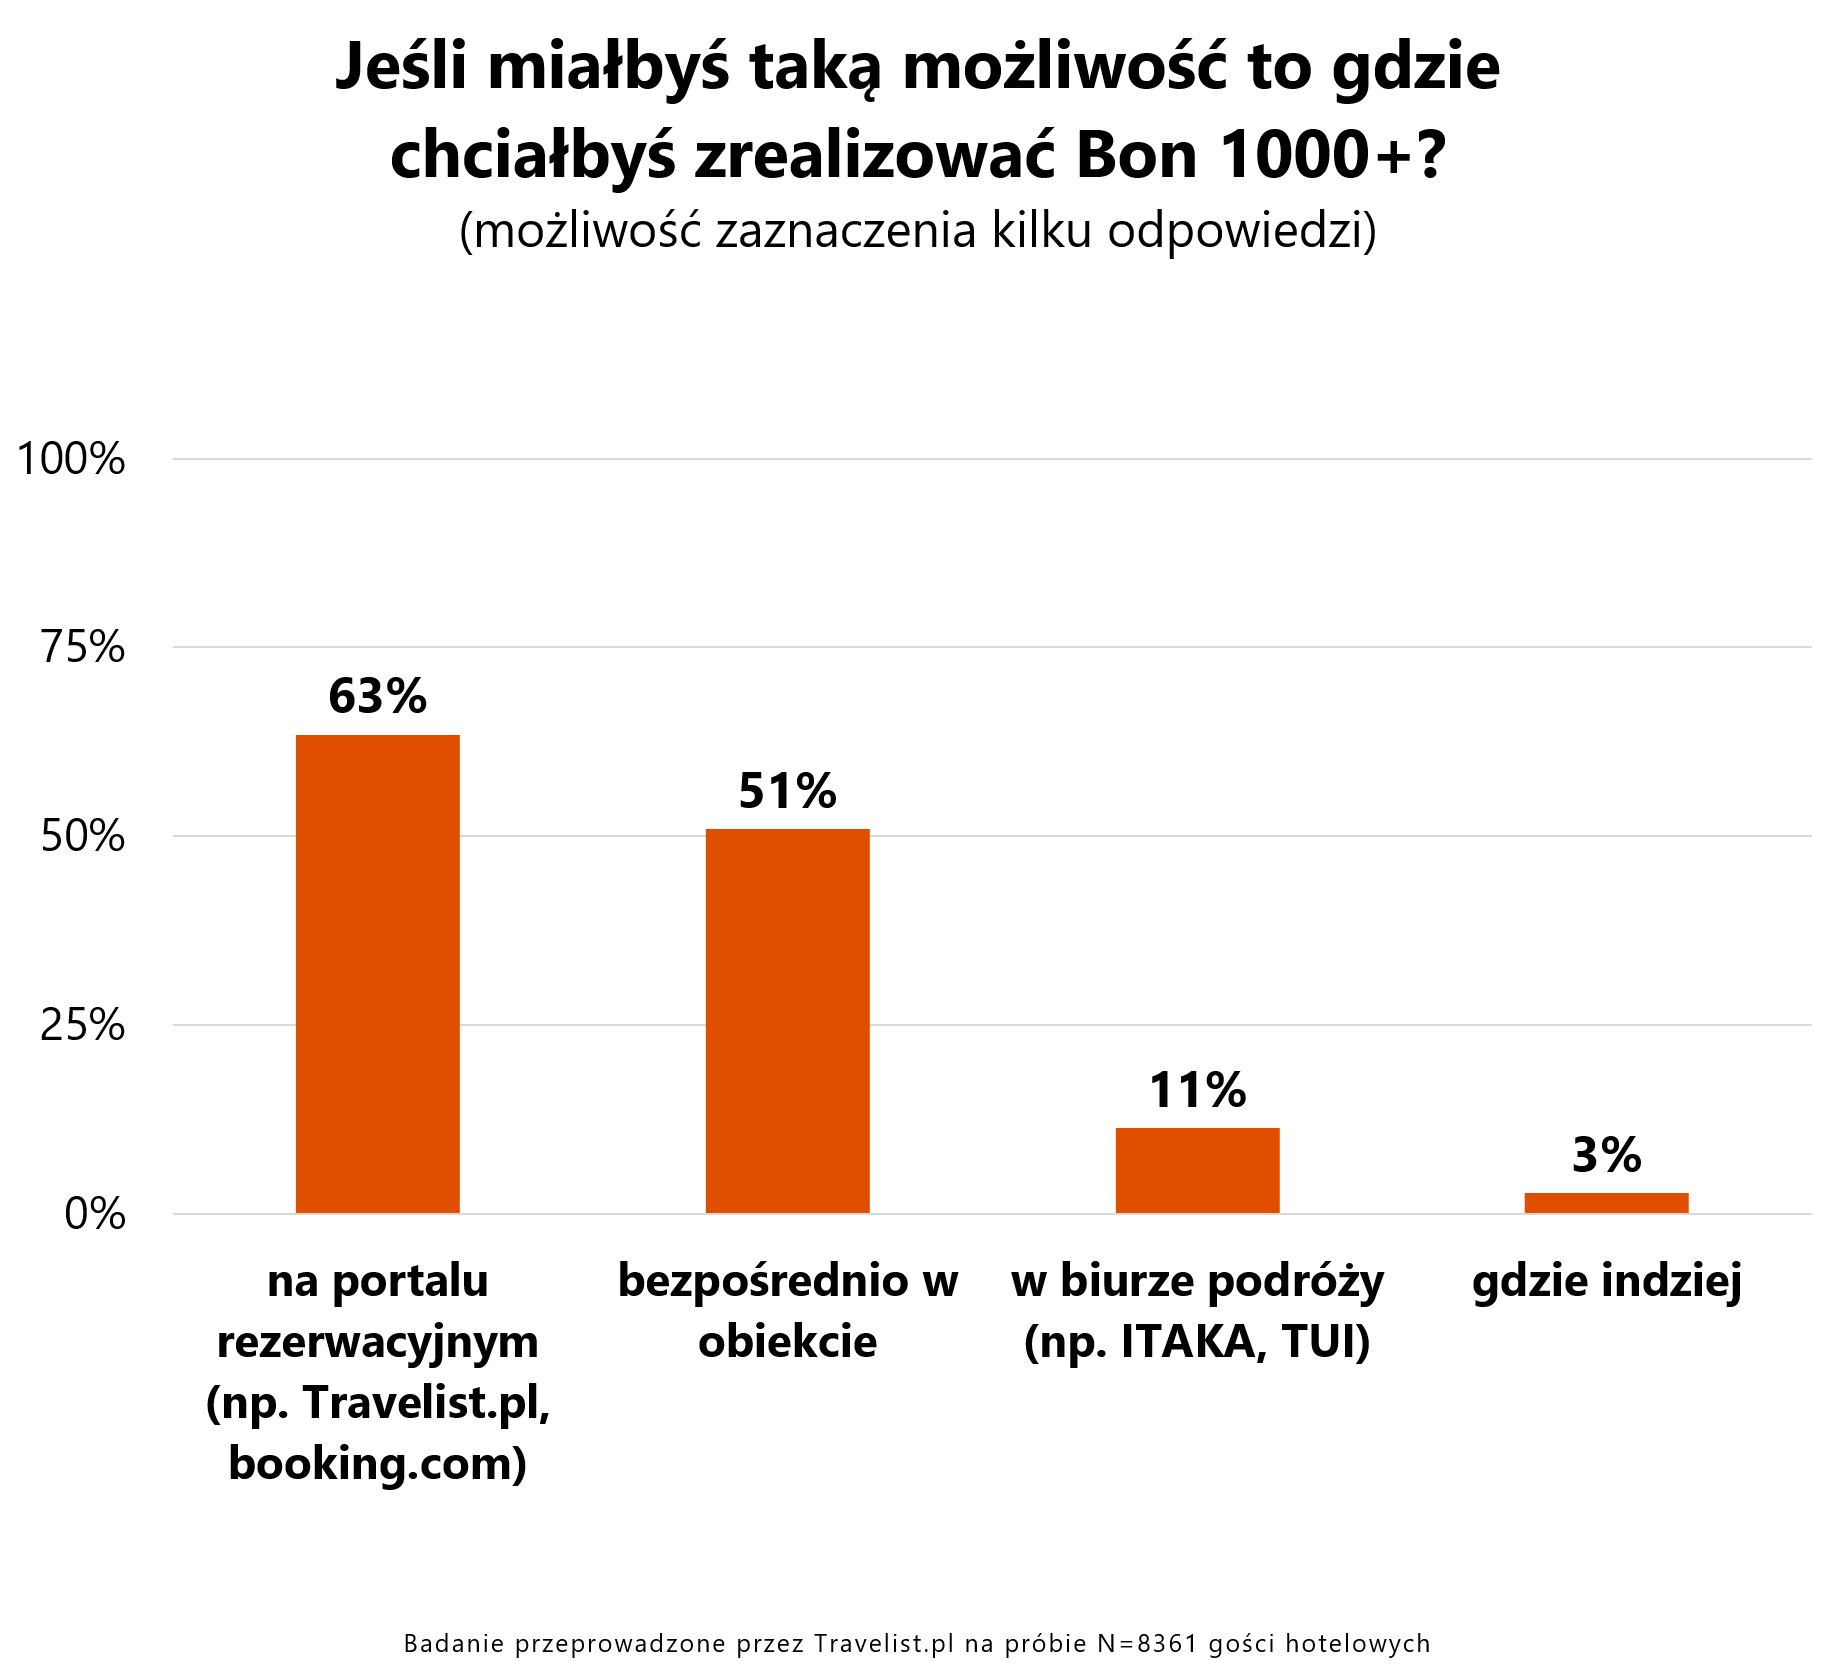 Jeśli miałbyś taką możliwość to gdzie
chciałbyś zrealizować Bon 1000+?
(możliwość zaznaczenia kilku odpowiedzi)
100%
75%
50%
25%
0%
63%
51%
11%
3%
na portalu
rezerwacyjnym
(np. Travelist.pl,
booking.com)
bezpośrednio w
obiekcie
w biurze podróży
(np. ITAKA, TUI)
gdzie indziej
Badanie przeprowadzone przez Travelist.pl na próbie N=8361 gości hotelowych